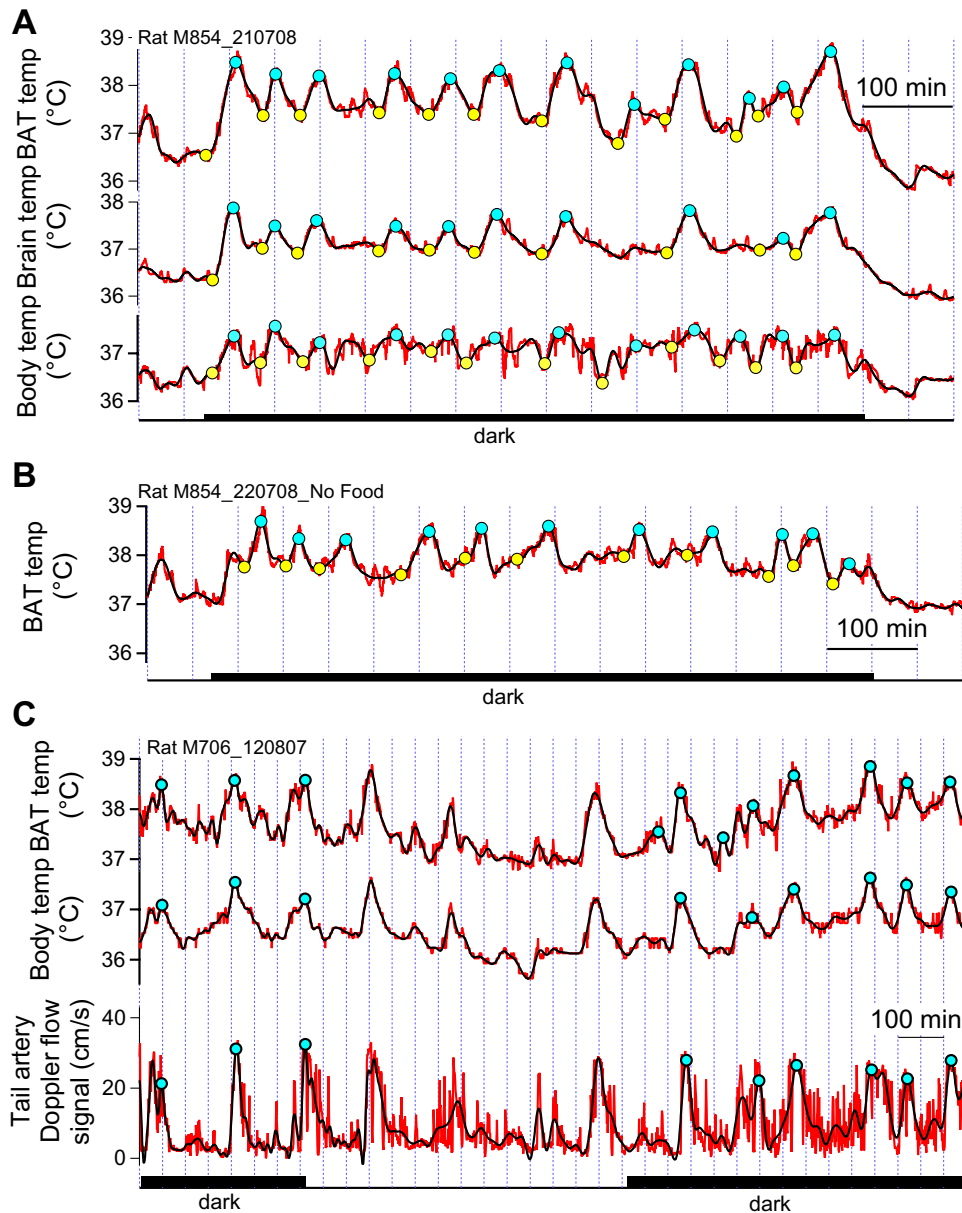 A
Rat M854_210708
BAT temp
(°C)
39
38
37
36
100 min
Brain temp
(°C)
38
37
36
Body temp
(°C)
37
36
dark
B
Rat M854_220708_No Food
BAT temp
(°C)
39
38
37
36
100 min
dark
C
Rat M706_120807
BAT temp
(°C)
39
38
37
Body temp
(°C)
37
36
Tail artery
Doppler flow
signal (cm/s)
40
20
0
100 min
dark
dark